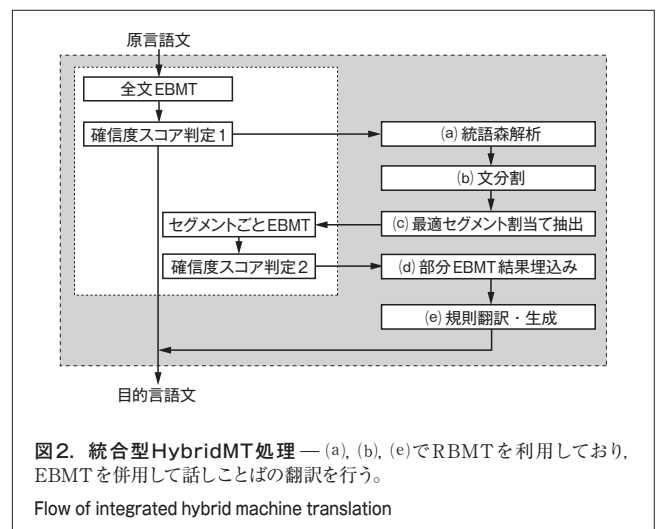 原言語文
全文EBMT
確信度スコア判定1
(a) 統語森解析
(b) 文分割
セグメントごとEBMT
(c) 最適セグメント割当て抽出
確信度スコア判定2
(d) 部分EBMT結果埋込み
(e) 規則翻訳・生成
目的言語文
図2. 統合型HybridMT処理 — (a), (b), (e)でRBMTを利用しており,
EBMTを併用して話しことばの翻訳を行う。
Flow of integrated hybrid machine translation